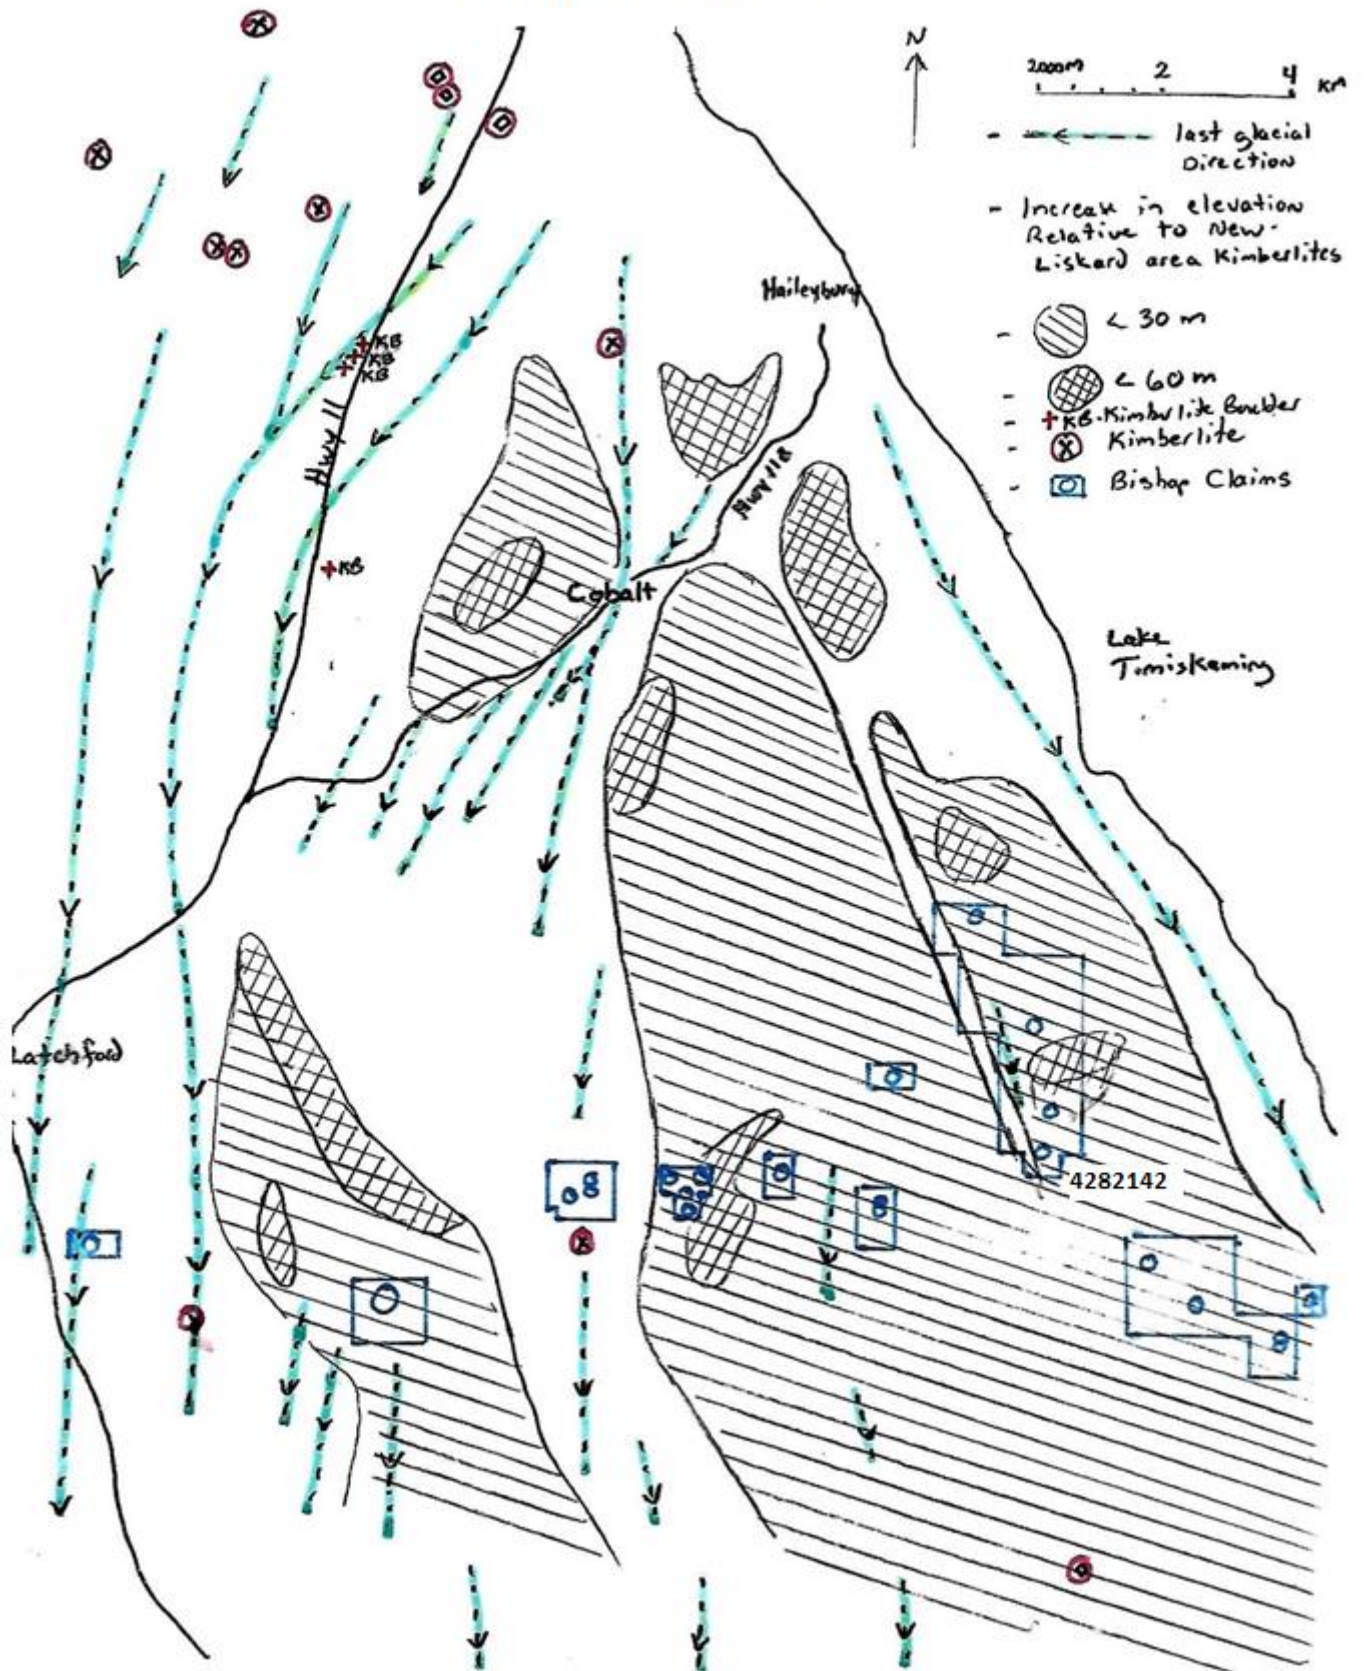 N
2000m 2 4 KM
- last glacial
Direction
- Increase in elevation
Relative to New-
Liskard area Kimberlites
- < 30 m
- < 60 m
- KB-Kimberlite Boulder
- Kimberlite
- Bishop Claims
Haileybury
KB
KB
KB
Hwy 11
Hwy 11B
KB
Cobalt
Lake
Timiskaming
Latchford
4282142